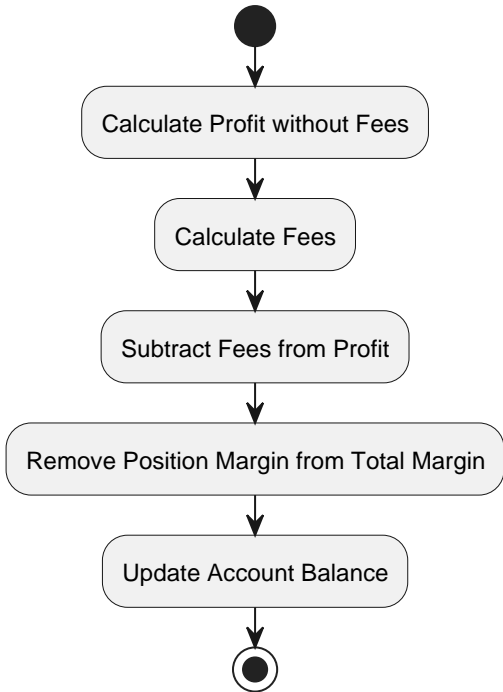 Calculate Profit without Fees
Calculate Fees
Subtract Fees from Profit
Remove Position Margin from Total Margin
Update Account Balance